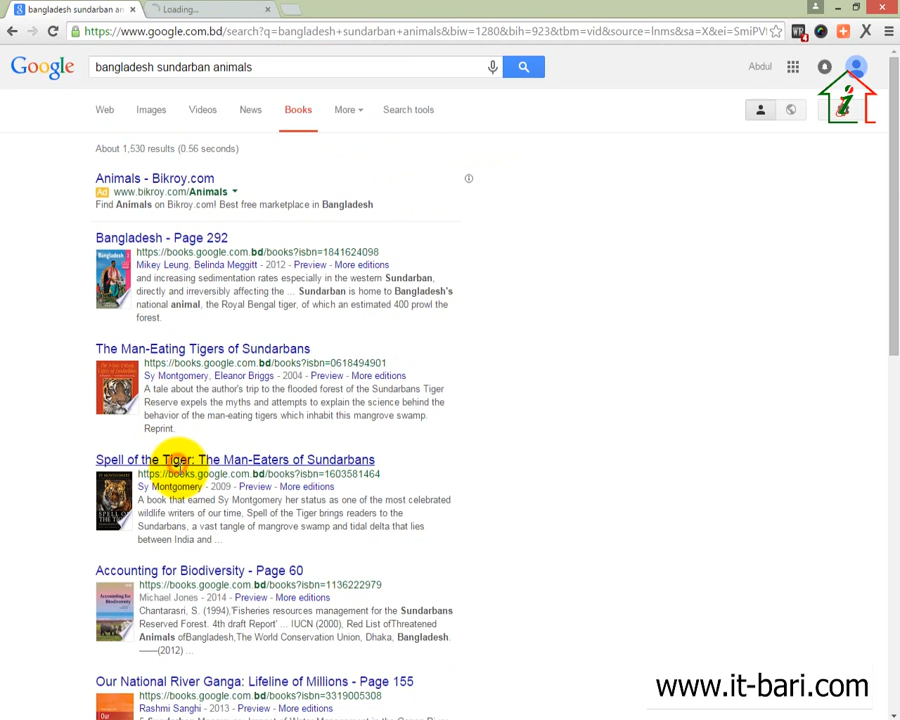 bangladesh sundarban an
Loading...
https://www.google.com.bd/search?q=bangladesh+sundarban+animals&biw=1280&bih=923&tbm=vid&source=lnms&sa=X&ei=SmiPV
Google
bangladesh sundarban animals
Abdul
Web Images Videos News Books More Search tools
i
About 1,530 results (0.56 seconds)
Animals - Bikroy.com
Ad www.bikroy.com/Animals
Find Animals on Bikroy.com! Best free marketplace in Bangladesh
Bangladesh - Page 292
https://books.google.com.bd/books?isbn=1841624098
Mikey Leung, Belinda Meggitt - 2012 - Preview - More editions
and increasing sedimentation rates especially in the western Sundarban,
directly and irreversibly affecting the ... Sundarban is home to Bangladesh's
national animal, the Royal Bengal tiger, of which an estimated 400 prowl the
forest.
The Man-Eating Tigers of Sundarbans
https://books.google.com.bd/books?isbn=0618494901
Sy Montgomery, Eleanor Briggs - 2004 - Preview - More editions
A tale about the author's trip to the flooded forest of the Sundarbans Tiger
Reserve expels the myths and attempts to explain the science behind the
behavior of the man-eating tigers which inhabit this mangrove swamp.
Reprint.
Spell of the Tiger: The Man-Eaters of Sundarbans
https://books.google.com.bd/books?isbn=1603581464
Sy Montgomery - 2009 - Preview - More editions
A book that earned Sy Montgomery her status as one of the most celebrated
wildlife writers of our time, Spell of the Tiger brings readers to the
Sundarbans, a vast tangle of mangrove swamp and tidal delta that lies
between India and ...
Accounting for Biodiversity - Page 60
https://books.google.com.bd/books?isbn=1136222979
Michael Jones - 2014 - Preview - More editions
Chantarasri, S. (1994),'Fisheries resources management for the Sundarbans
Reserved Forest. 4th draft Report' ... IUCN (2000), Red List ofThreatened
Animals ofBangladesh,The World Conservation Union, Dhaka, Bangladesh.
——(2012) ...
Our National River Ganga: Lifeline of Millions - Page 155
https://books.google.com.bd/books?isbn=3319005308
Rashmi Sanghi - 2013 - Preview - More editions
www.it-bari.com